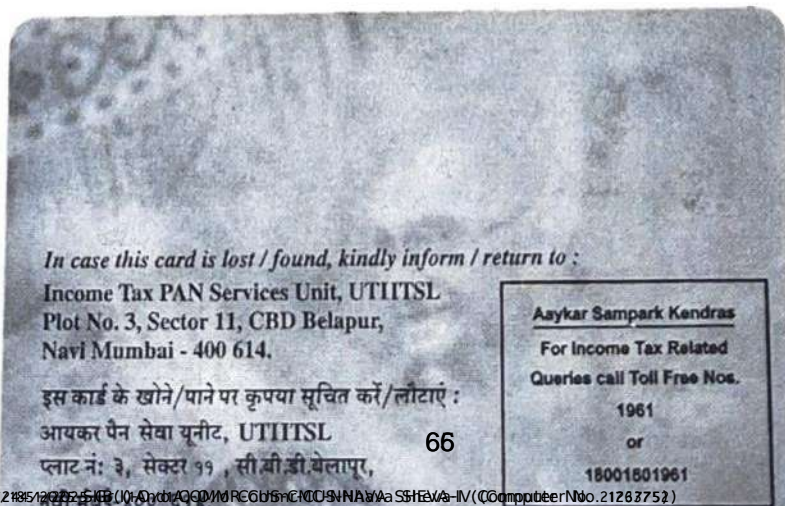 In case this card is lost / found, kindly inform / return to :
Income Tax PAN Services Unit, UTIITSL
Plot No. 3, Sector 11, CBD Belapur,
Navi Mumbai - 400 614.
इस कार्ड के खोने/पाने पर कृपया सूचित करें/लौटाएं :
आयकर पैन सेवा यूनीट, UTIITSL
प्लाट नं: ३, सेक्टर ११ , सी.बी.डी.बेलापूर,
Aaykar Sampark Kendras
For Income Tax Related
Queries call Toll Free Nos.
1961
or
18001801961
66